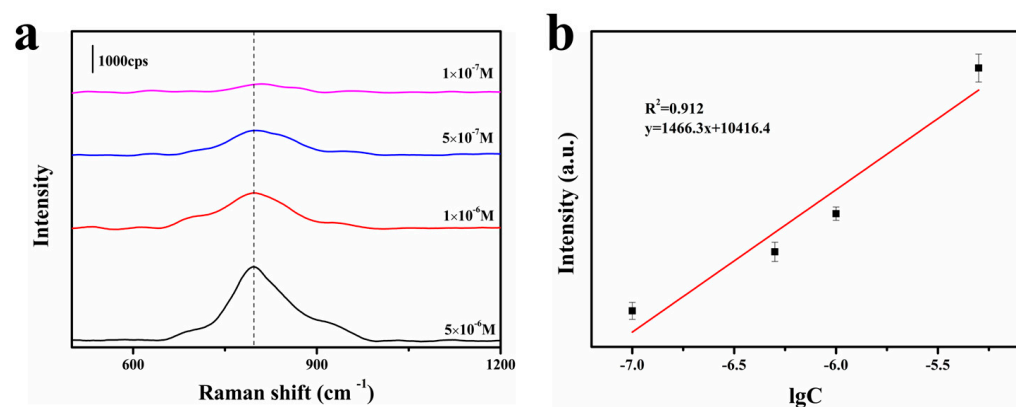 a
1000cps
1×10⁻⁷M
5×10⁻⁷M
1×10⁻⁶M
5×10⁻⁶M
Intensity
600
900
1200
Raman shift (cm ⁻¹)
b
R²=0.912
y=1466.3x+10416.4
Intensity (a.u.)
-7.0
-6.5
-6.0
-5.5
lgC